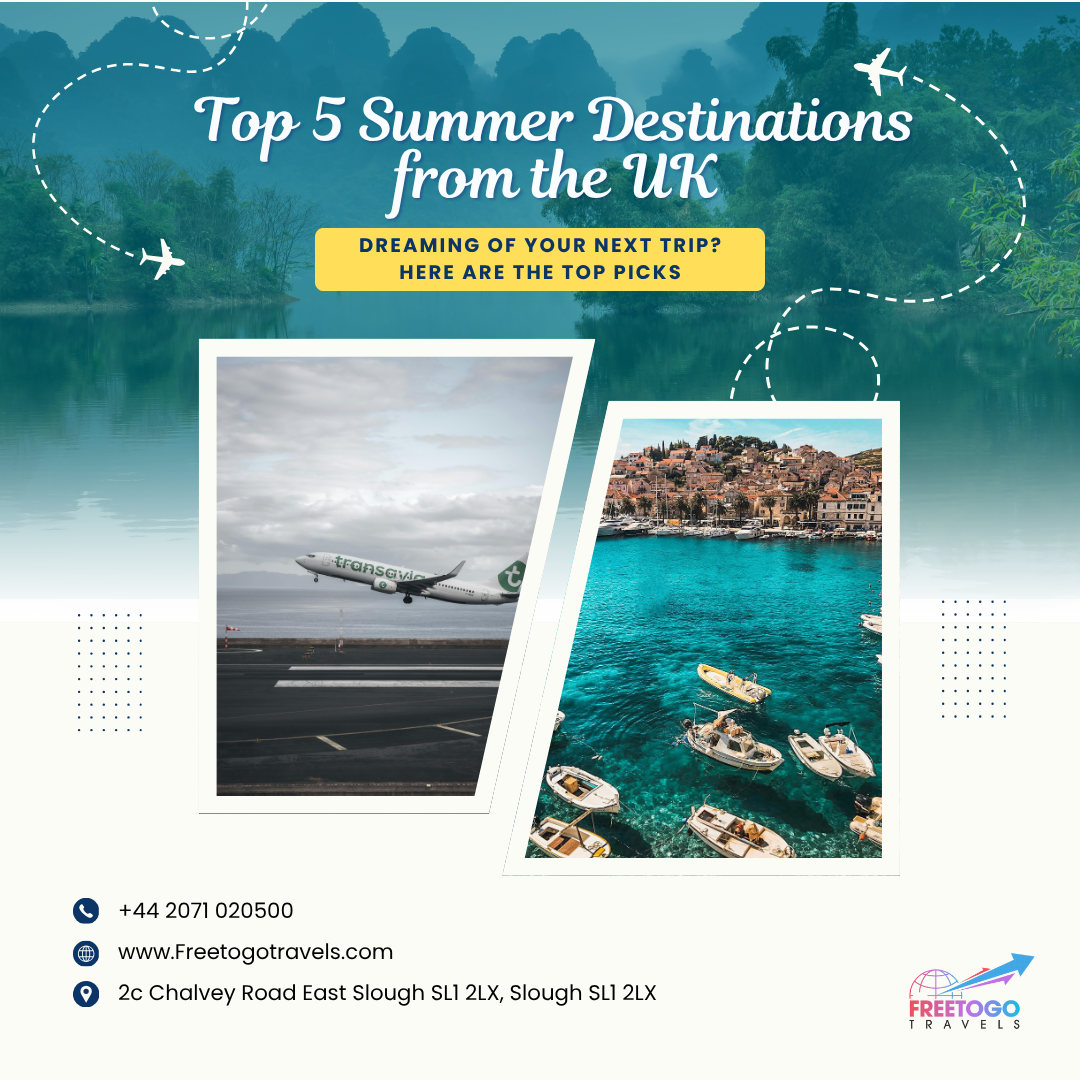 Top 5 Summer Destinations
from the UK
DREAMING OF YOUR NEXT TRIP?
HERE ARE THE TOP PICKS
transavia
t
+44 2071 020500
www.Freetogotravels.com
2c Chalvey Road East Slough SL1 2LX, Slough SL1 2LX
FREETOGO
TRAVELS